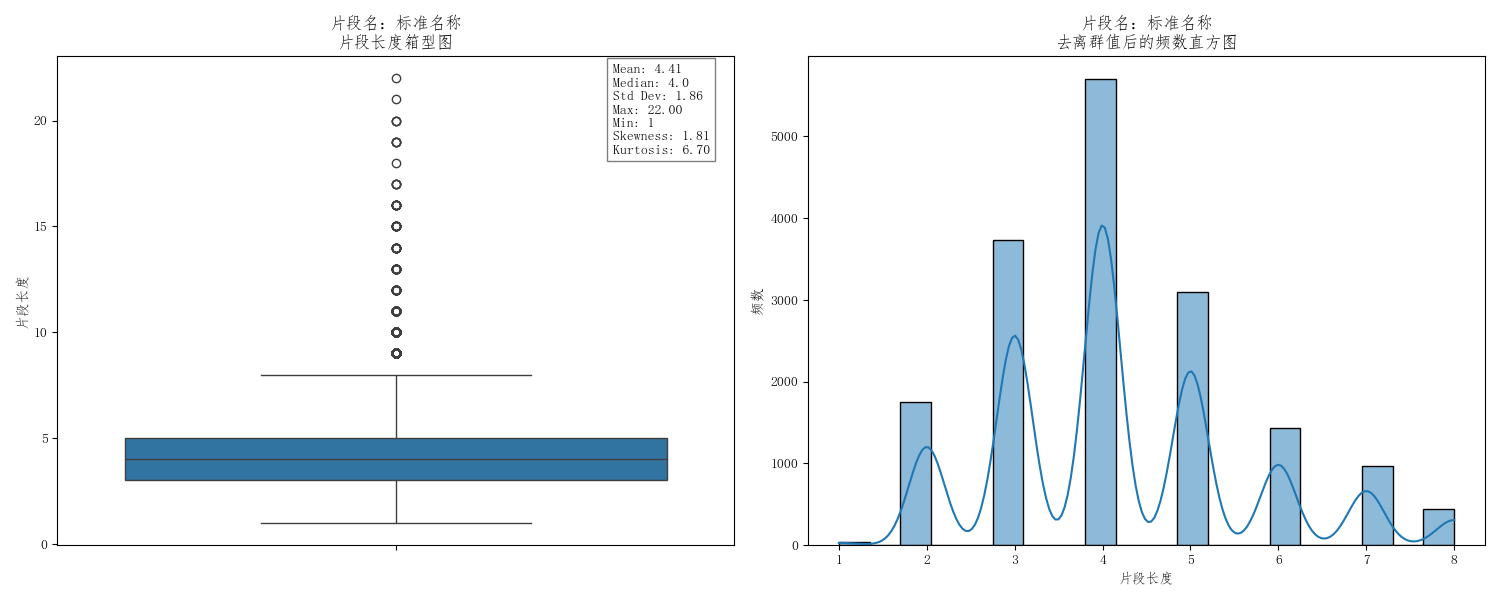 片段名: 标准名称
片段长度箱型图
Mean: 4.41
Median: 4.0
Std Dev: 1.86
Max: 22.00
Min: 1
Skewness: 1.81
Kurtosis: 6.70
20
15
10
5
0
片段长度
片段名: 标准名称
去离群值后的频数直方图
5000
4000
3000
2000
1000
0
频数
1 2 3 4 5 6 7 8
片段长度